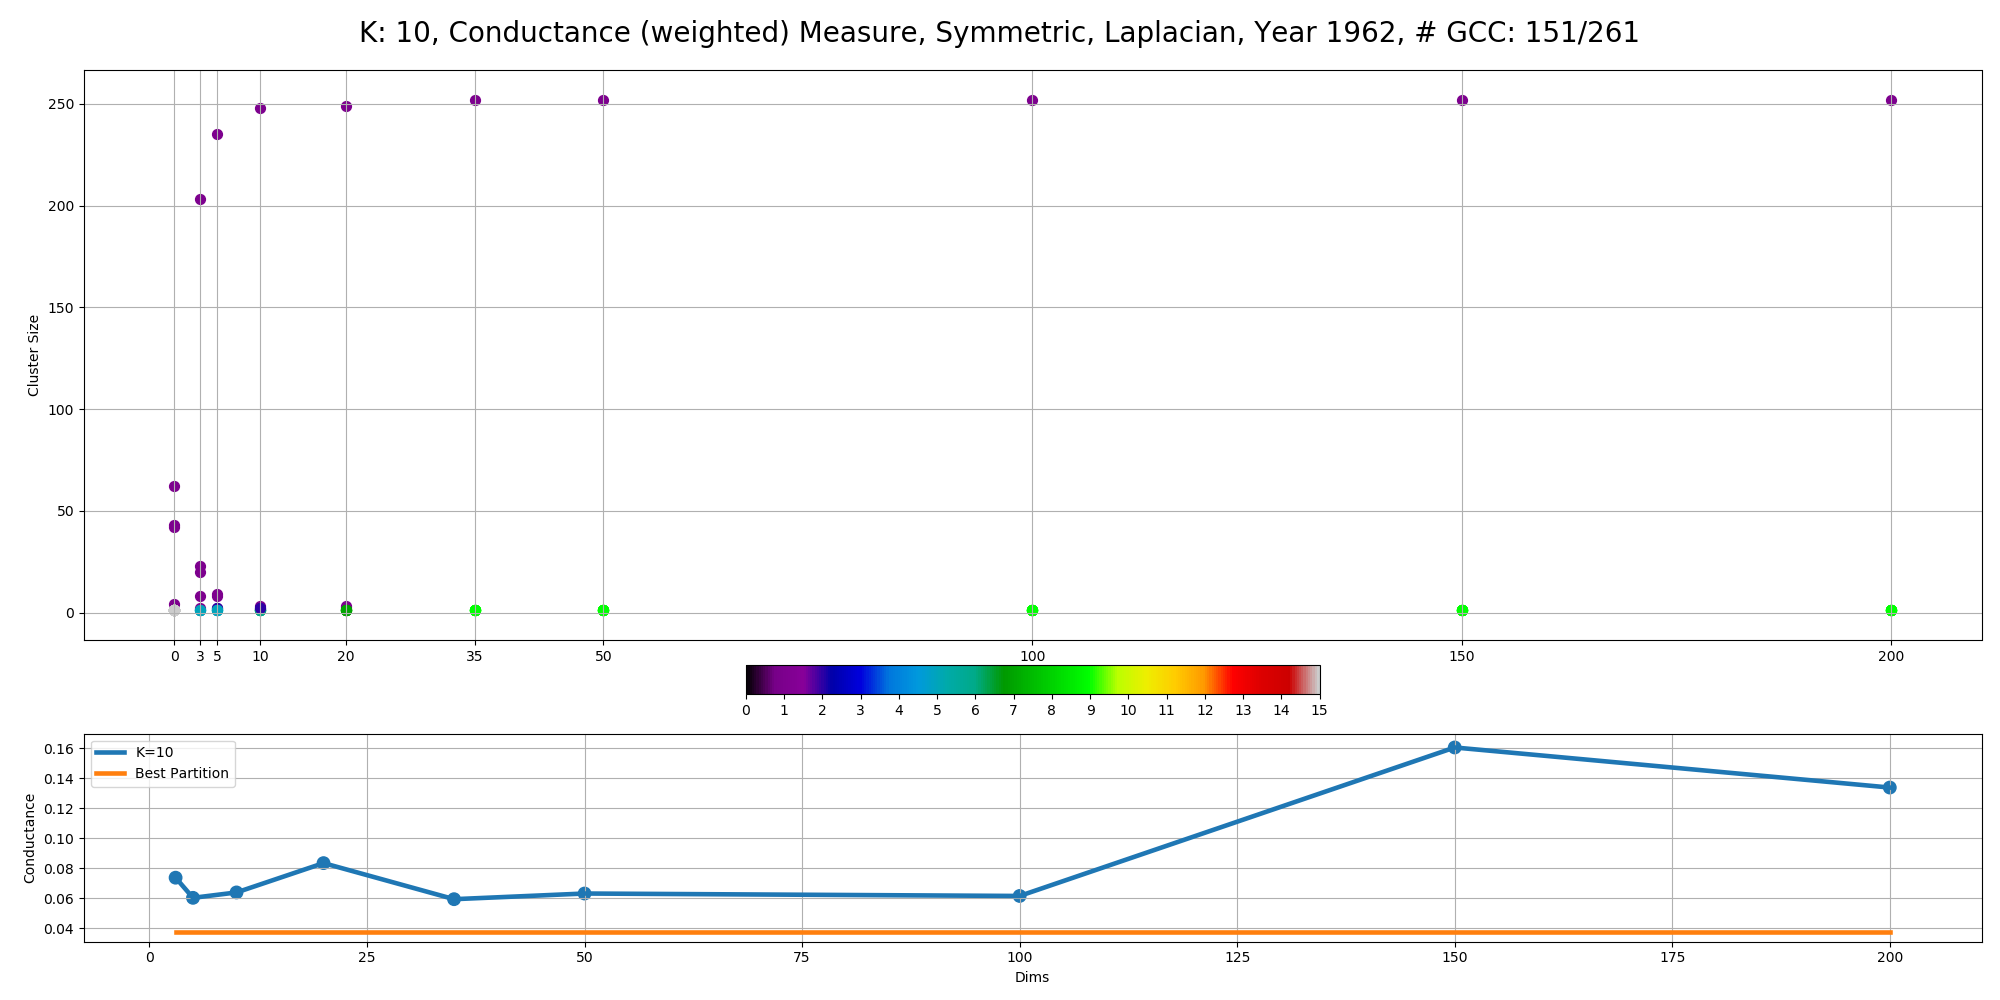 K: 10, Conductance (weighted) Measure, Symmetric, Laplacian, Year 1962, # GCC: 151/261
250
200
150
100
50
0
Cluster Size
0 3 5 10 20 35 50 100 150 200
0 1 2 3 4 5 6 7 8 9 10 11 12 13 14 15
K=10
Best Partition
0.16
0.14
0.12
0.10
0.08
0.06
0.04
Conductance
0 25 50 75 100 125 150 175 200
Dims